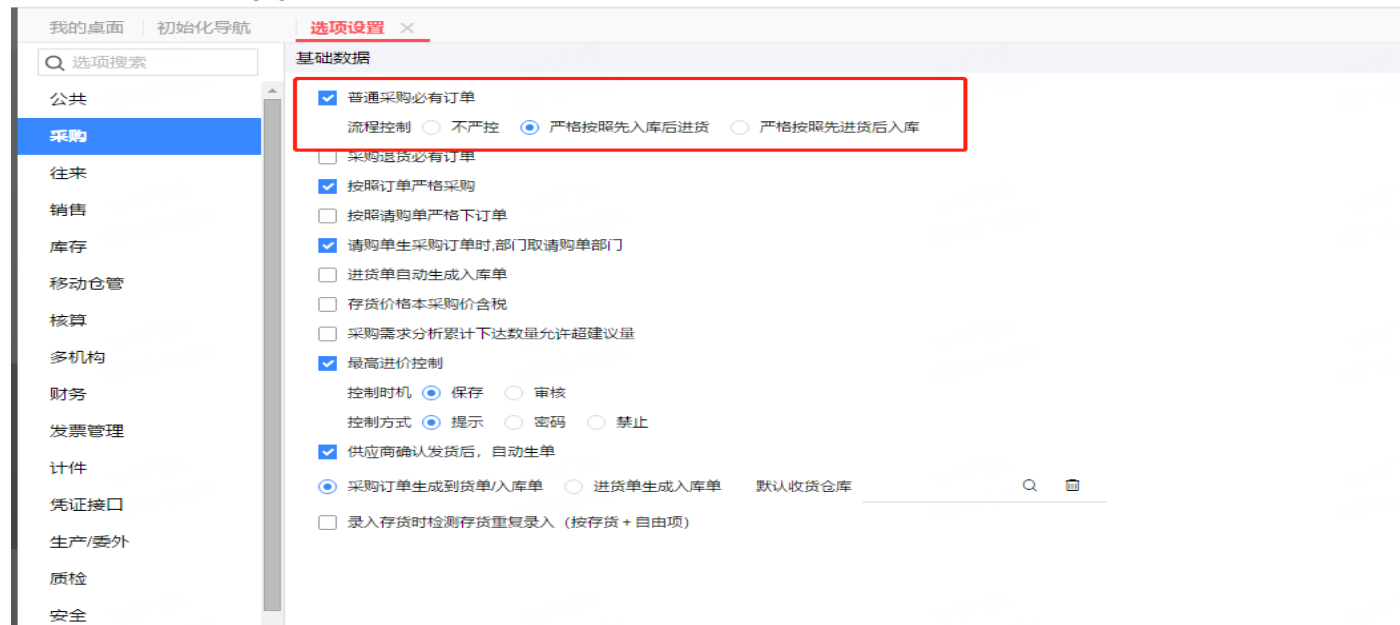 我的桌面 初始化导航 选项设置
选项搜索
公共
采购
往来
销售
库存
移动仓管
核算
多机构
财务
发票管理
计件
凭证接口
生产/委外
质检
安全
基础数据
普通采购必有订单
流程控制 不严控 严格按照先入库后进货 严格按照先进货后入库
采购退货必有订单
按照订单严格采购
按照请购单严格下订单
请购单生采购订单时,部门取请购单部门
进货单自动生成入库单
存货价格本采购价含税
采购需求分析累计下达数量允许超建议量
最高进价控制
控制时机 保存 审核
控制方式 提示 密码 禁止
供应商确认发货后，自动生单
采购订单生成到货单/入库单 进货单生成入库单 默认收货仓库
录入存货时检测存货重复录入（按存货+自由项）